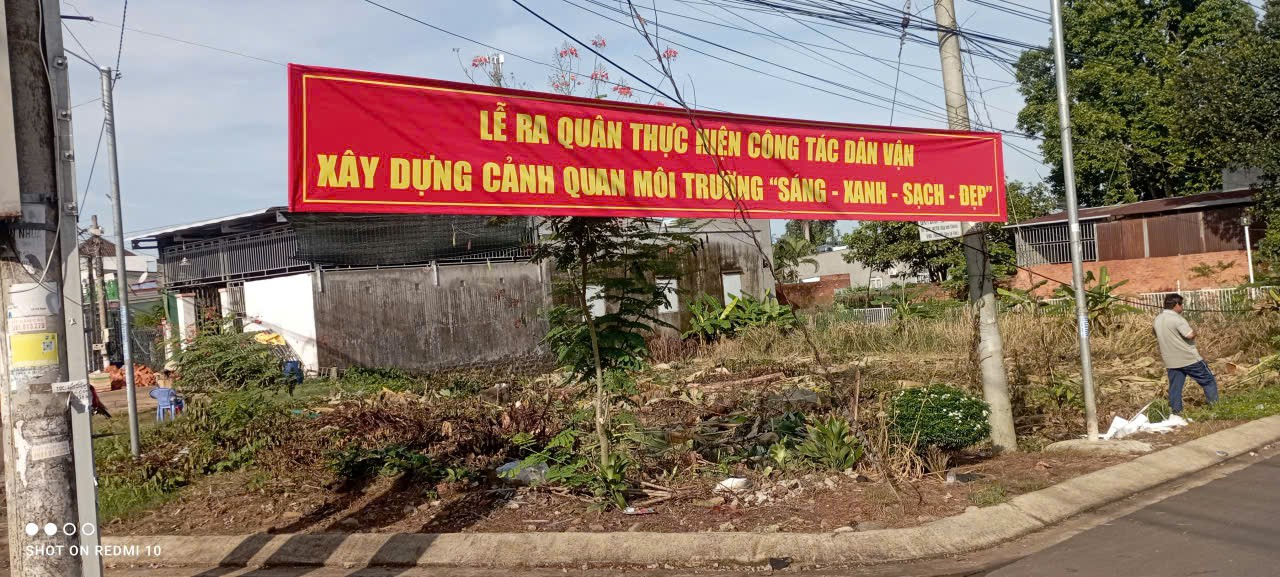 LỄ RA QUÂN THỰC HIỆN CÔNG TÁC DÂN VẬN
XÂY DỰNG CẢNH QUAN MÔI TRƯỜNG "SÁNG - XANH - SẠCH - ĐẸP"
SHOT ON REDMI 10